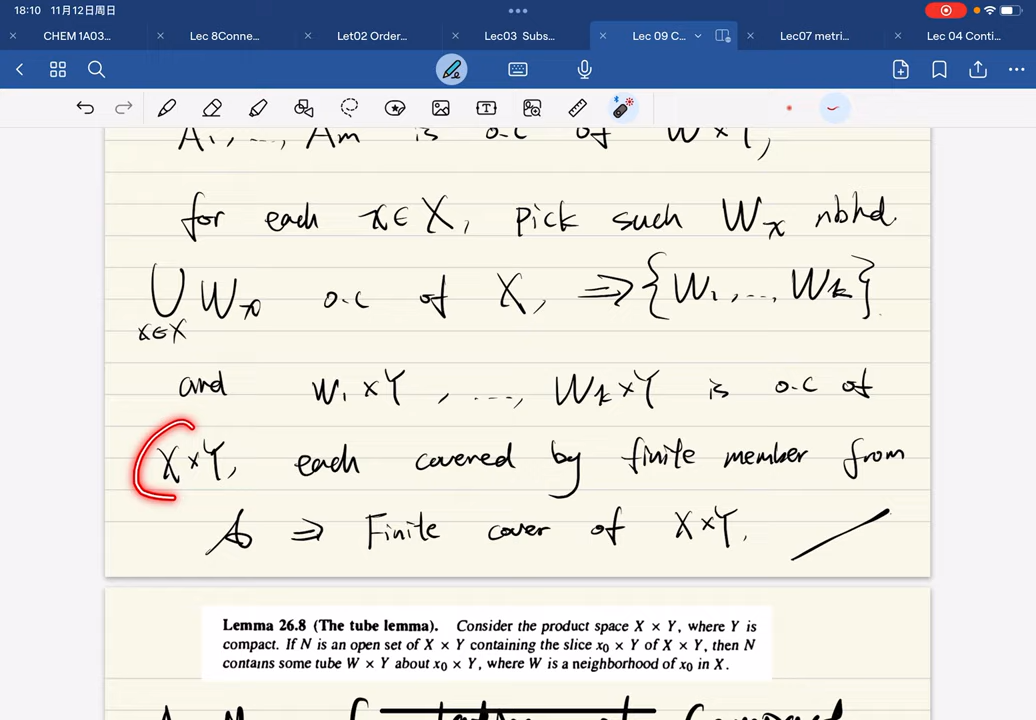 18:10 11月12日周日
CHEM 1A03... Lec 8Conne... Let02 Order... Lec03 Subs... Lec 09 C... Lec07 metri... Lec 04 Conti...
A1, ..., Am is o.c of W × Y,
for each x ∈ X, pick such Wx nbhd.
⋃ Wx o.c of X, ⇒ {W1, ..., Wk}.
x∈X
and W1 × Y, ..., Wk × Y is o.c of
X × Y, each covered by finite member from
A ⇒ Finite cover of X × Y.
Lemma 26.8 (The tube lemma). Consider the product space X × Y, where Y is
compact. If N is an open set of X × Y containing the slice x₀ × Y of X × Y, then N
contains some tube W × Y about x₀ × Y, where W is a neighborhood of x₀ in X.